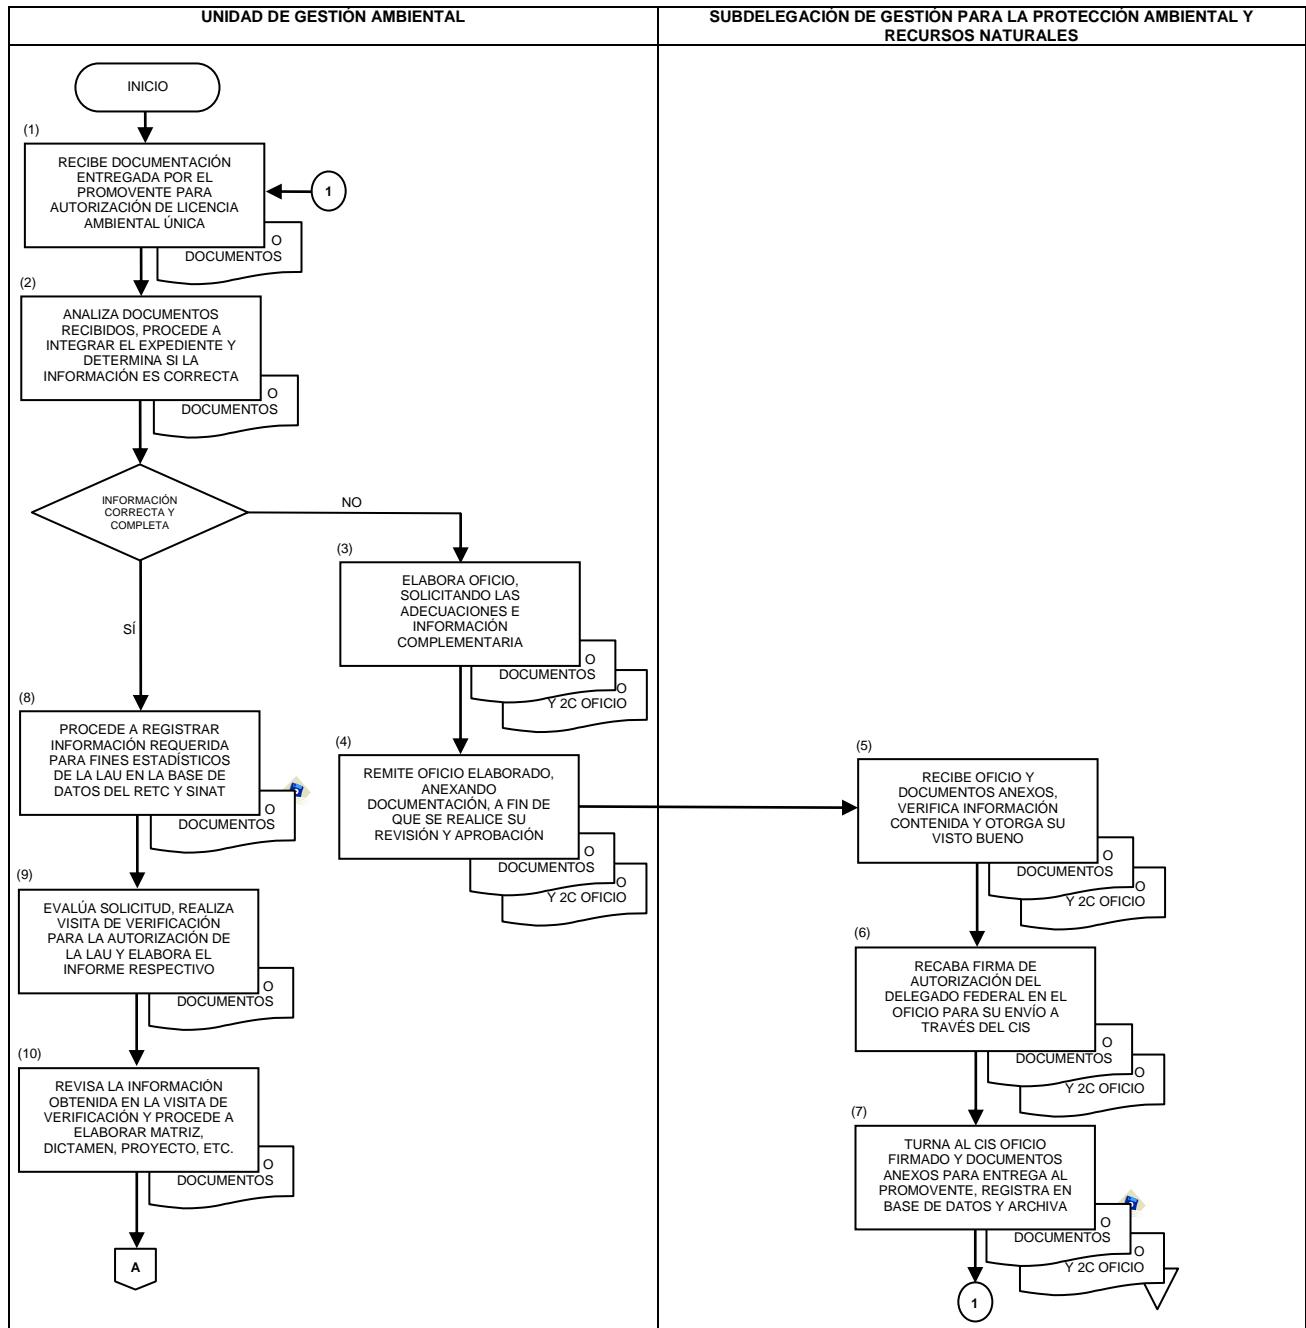 UNIDAD DE GESTIÓN AMBIENTAL
SUBDELEGACIÓN DE GESTIÓN PARA LA PROTECCIÓN AMBIENTAL Y
RECURSOS NATURALES
INICIO
(1)
RECIBE DOCUMENTACIÓN
ENTREGADA POR EL
PROMOVENTE PARA
AUTORIZACIÓN DE LICENCIA
AMBIENTAL ÚNICA
1
O
DOCUMENTOS
(2)
ANALIZA DOCUMENTOS
RECIBIDOS, PROCEDE A
INTEGRAR EL EXPEDIENTE Y
DETERMINA SI LA
INFORMACIÓN ES CORRECTA
O
DOCUMENTOS
INFORMACIÓN
CORRECTA Y
COMPLETA
NO
SÍ
(3)
ELABORA OFICIO,
SOLICITANDO LAS
ADECUACIONES E
INFORMACIÓN
COMPLEMENTARIA
O
DOCUMENTOS
O
Y 2C OFICIO
(4)
REMITE OFICIO ELABORADO,
ANEXANDO
DOCUMENTACIÓN, A FIN DE
QUE SE REALICE SU
REVISIÓN Y APROBACIÓN
O
DOCUMENTOS
O
Y 2C OFICIO
(8)
PROCEDE A REGISTRAR
INFORMACIÓN REQUERIDA
PARA FINES ESTADÍSTICOS
DE LA LAU EN LA BASE DE
DATOS DEL RETC Y SINAT
O
DOCUMENTOS
(9)
EVALÚA SOLICITUD, REALIZA
VISITA DE VERIFICACIÓN
PARA LA AUTORIZACIÓN DE
LA LAU Y ELABORA EL
INFORME RESPECTIVO
O
DOCUMENTOS
(10)
REVISA LA INFORMACIÓN
OBTENIDA EN LA VISITA DE
VERIFICACIÓN Y PROCEDE A
ELABORAR MATRIZ,
DICTAMEN, PROYECTO, ETC.
O
DOCUMENTOS
A
(5)
RECIBE OFICIO Y
DOCUMENTOS ANEXOS,
VERIFICA INFORMACIÓN
CONTENIDA Y OTORGA SU
VISTO BUENO
O
DOCUMENTOS
O
Y 2C OFICIO
(6)
RECABA FIRMA DE
AUTORIZACIÓN DEL
DELEGADO FEDERAL EN EL
OFICIO PARA SU ENVÍO A
TRAVÉS DEL CIS
O
DOCUMENTOS
O
Y 2C OFICIO
(7)
TURNA AL CIS OFICIO
FIRMADO Y DOCUMENTOS
ANEXOS PARA ENTREGA AL
PROMOVENTE, REGISTRA EN
BASE DE DATOS Y ARCHIVA
O
DOCUMENTOS
O
Y 2C OFICIO
1